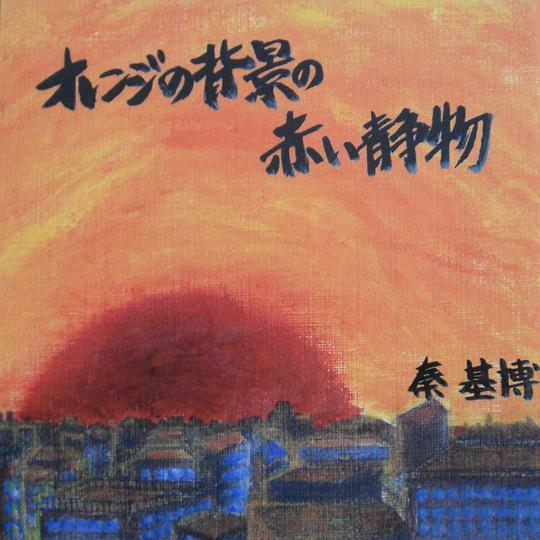 オレンジの背景の
赤い静物
秦 基博